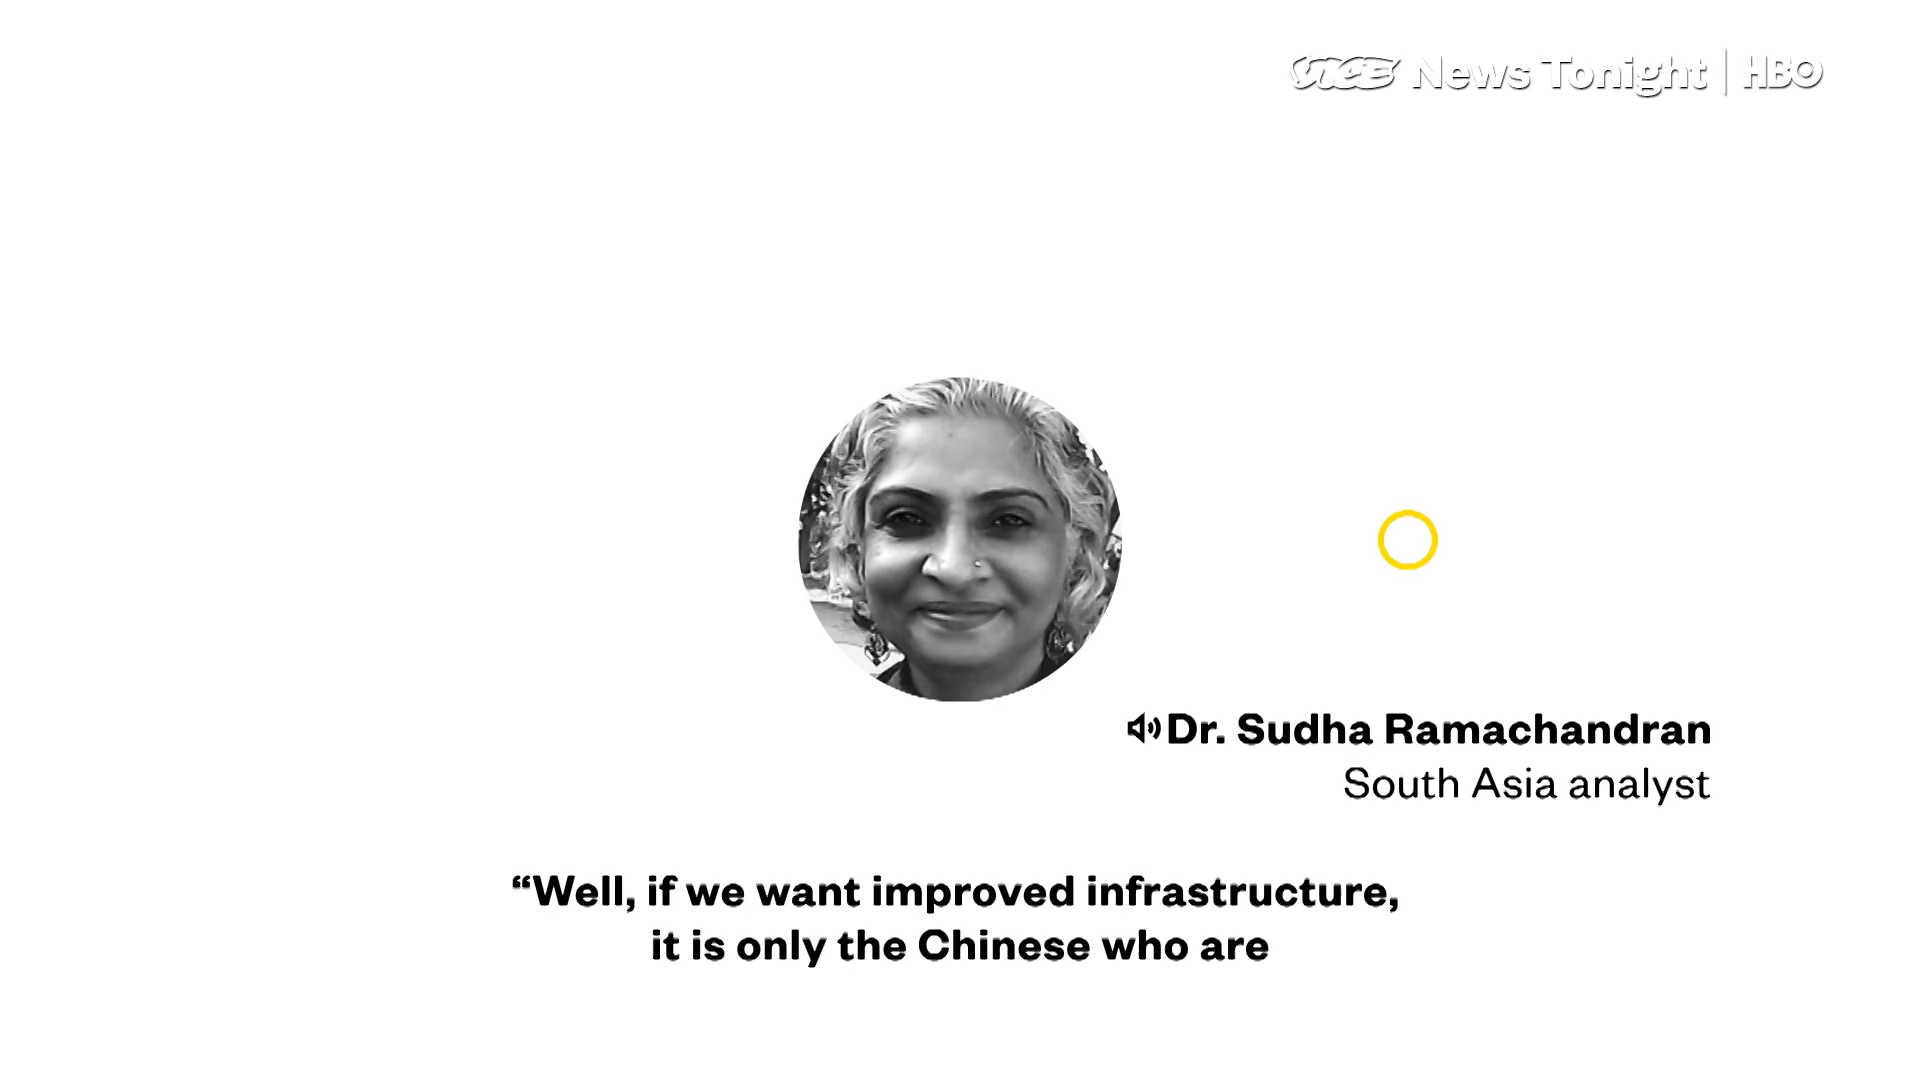 VICE News Tonight | HBO
Dr. Sudha Ramachandran
South Asia analyst
“Well, if we want improved infrastructure,
it is only the Chinese who are